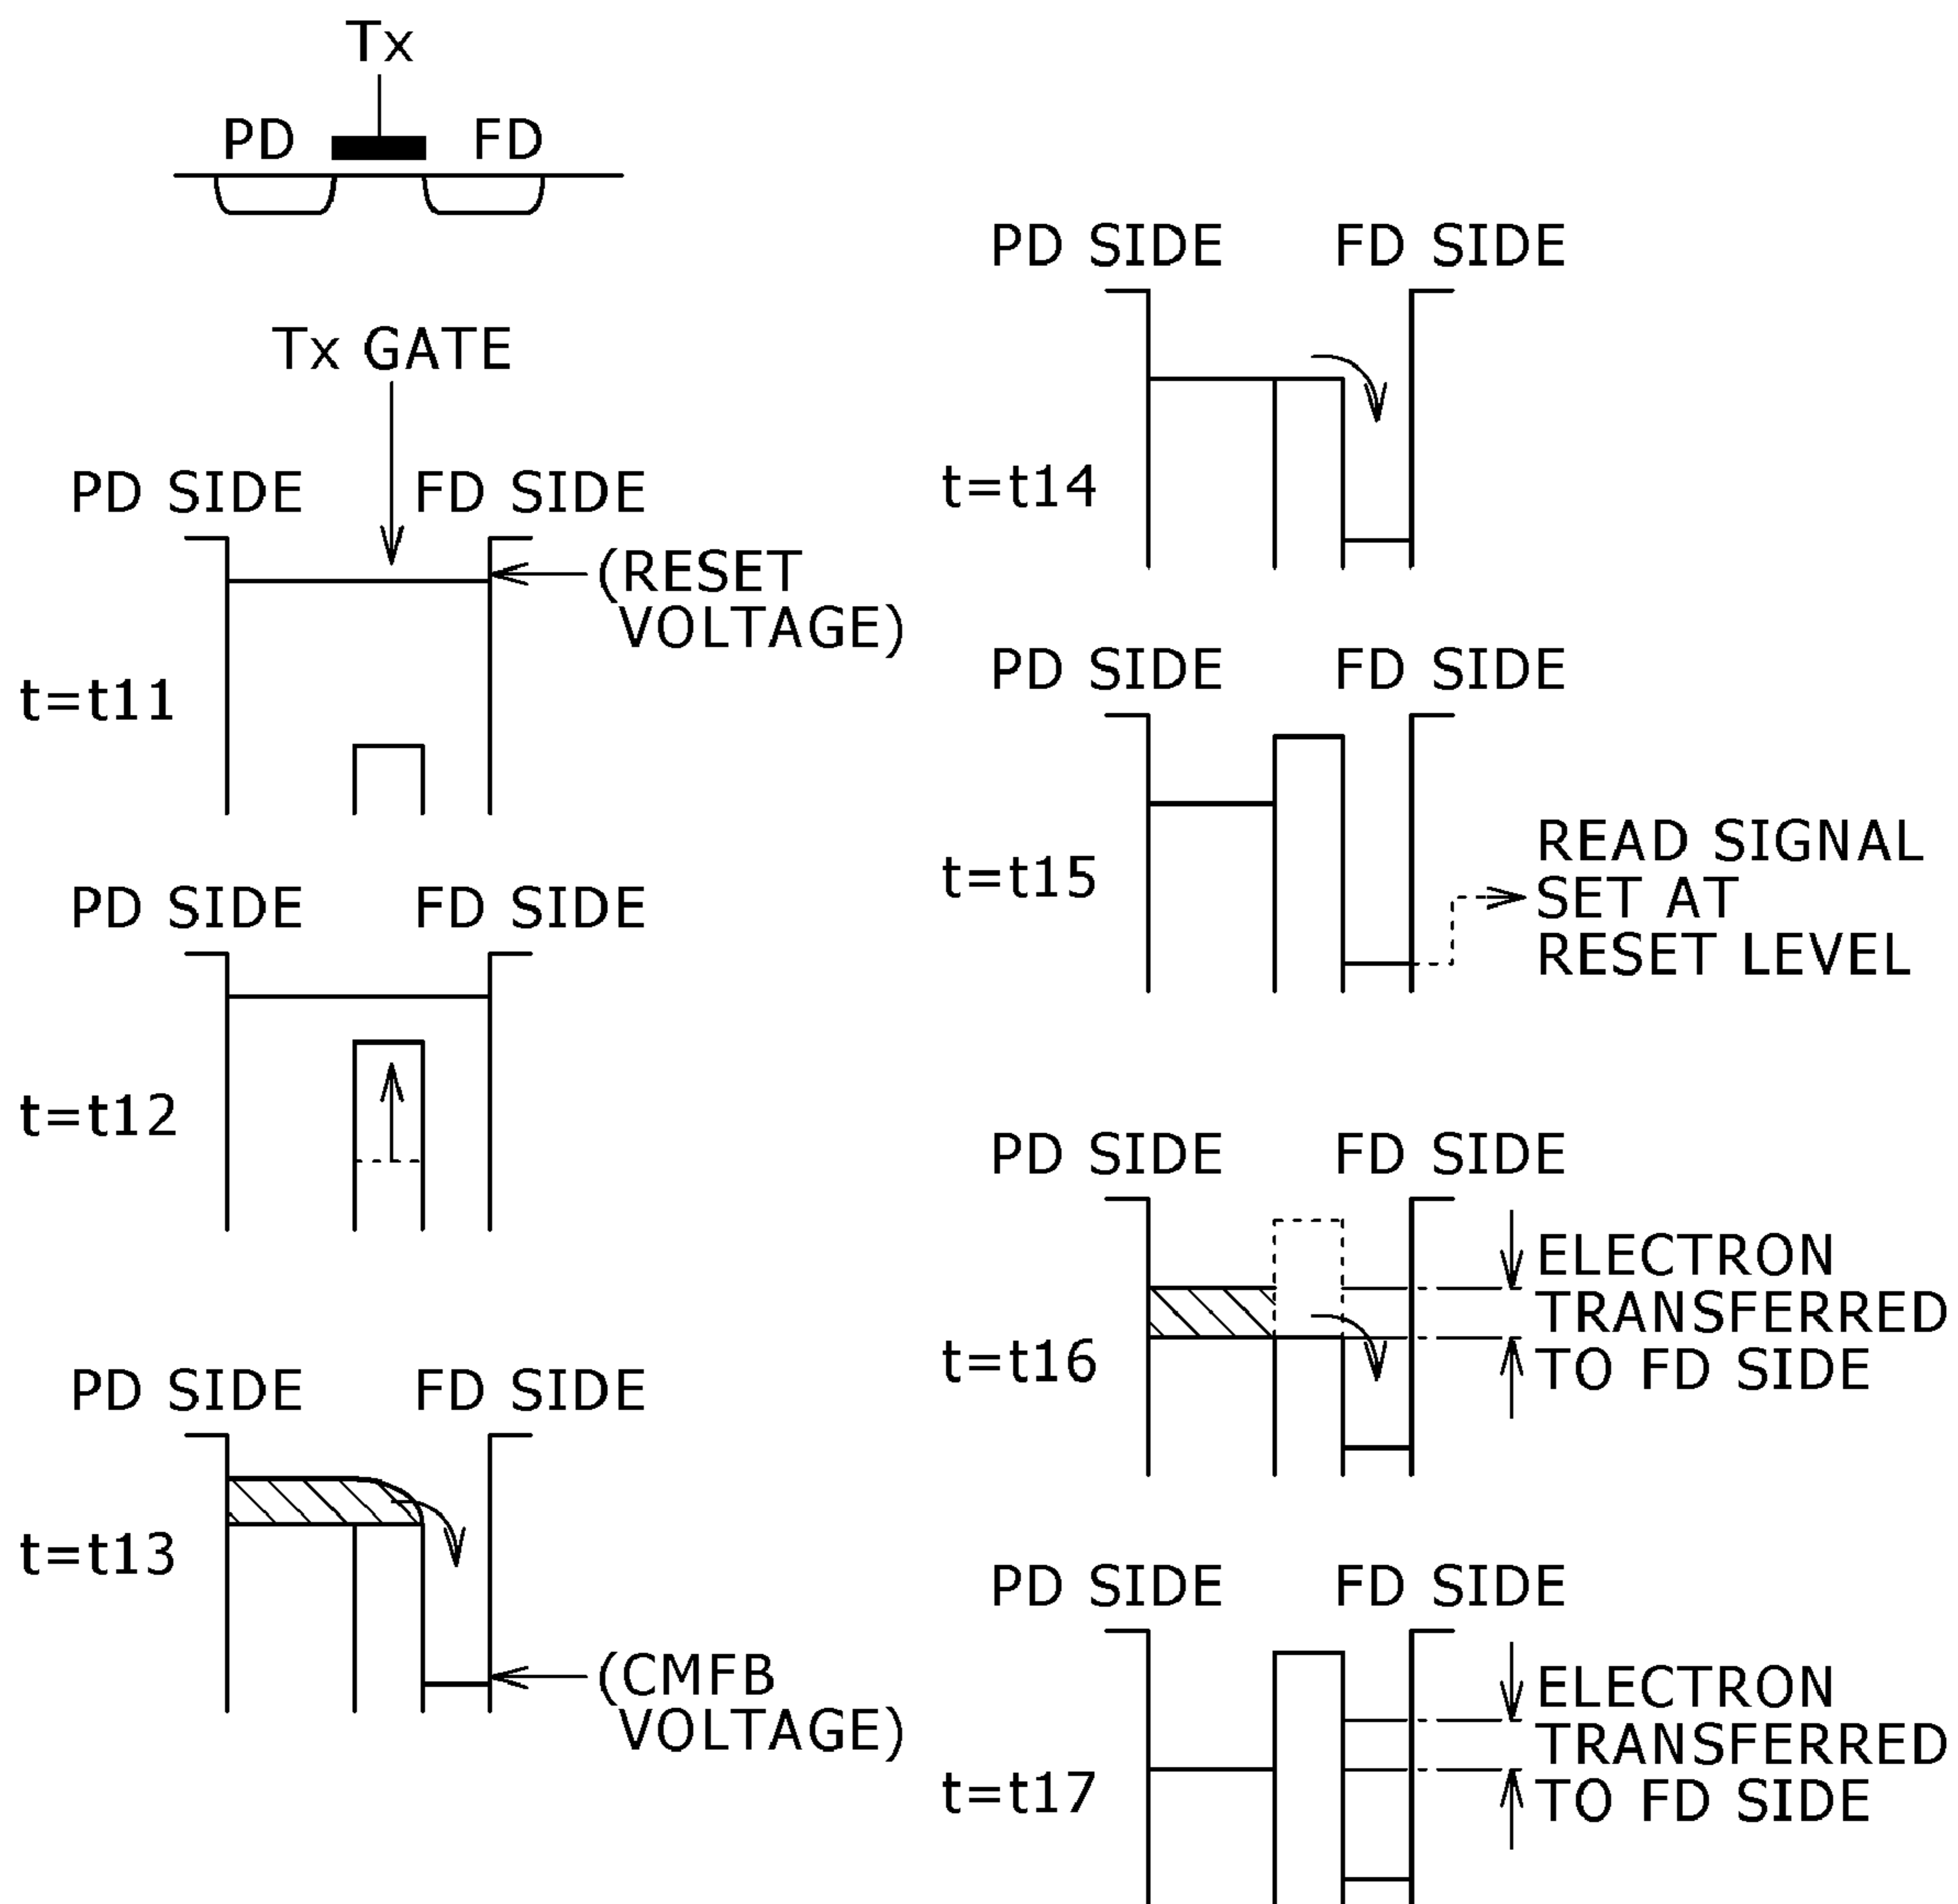 Tx
PD FD
Tx GATE
PD SIDE FD SIDE
(RESET
VOLTAGE)
t=t11
PD SIDE FD SIDE
t=t12
PD SIDE FD SIDE
t=t13
(CMFB
VOLTAGE)
PD SIDE FD SIDE
t=t14
PD SIDE FD SIDE
t=t15
READ SIGNAL
SET AT
RESET LEVEL
PD SIDE FD SIDE
t=t16
ELECTRON
TRANSFERRED
TO FD SIDE
PD SIDE FD SIDE
t=t17
ELECTRON
TRANSFERRED
TO FD SIDE